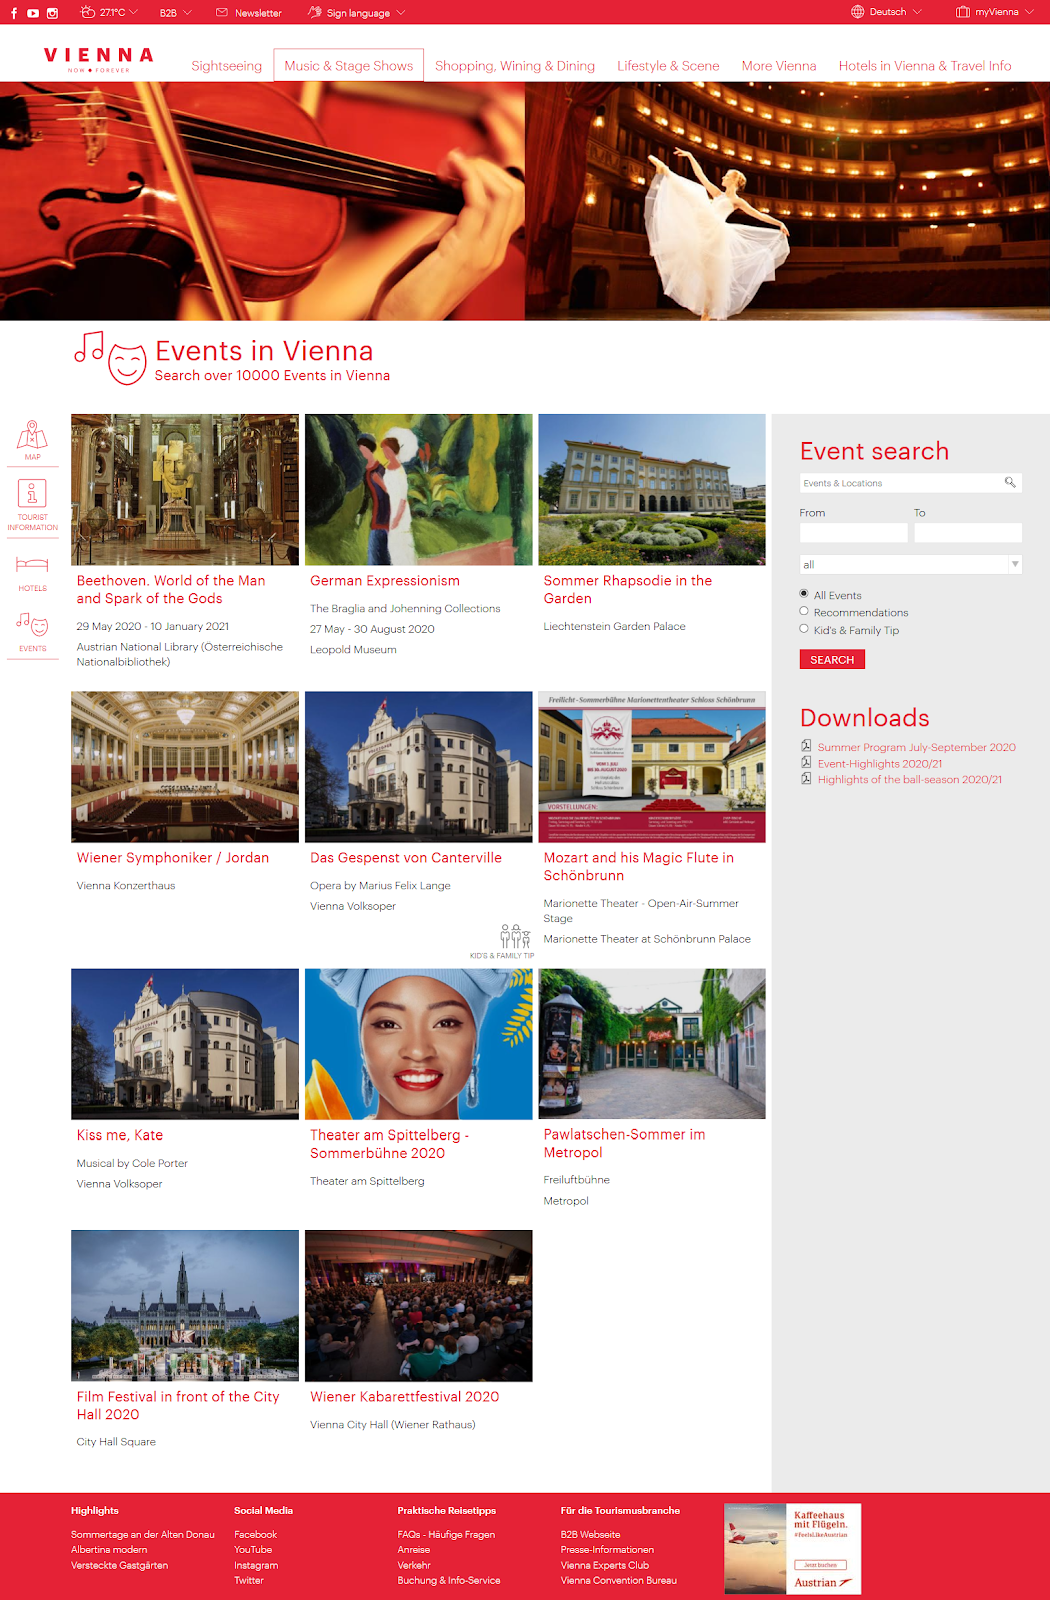 27.1°C
B2B
Newsletter
Sign language
Deutsch
myVienna
VIENNA
NOW FOREVER
Sightseeing
Music & Stage Shows
Shopping, Wining & Dining
Lifestyle & Scene
More Vienna
Hotels in Vienna & Travel Info
Events in Vienna
Search over 10000 Events in Vienna
MAP
TOURIST
INFORMATION
HOTELS
EVENTS
Beethoven. World of the Man
and Spark of the Gods
29 May 2020 - 10 January 2021
Austrian National Library (Österreichische
Nationalbibliothek)
German Expressionism
The Braglia and Johenning Collections
27 May - 30 August 2020
Leopold Museum
Sommer Rhapsodie in the
Garden
Liechtenstein Garden Palace
Wiener Symphoniker / Jordan
Vienna Konzerthaus
Das Gespenst von Canterville
Opera by Marius Felix Lange
Vienna Volksoper
KID'S & FAMILY TIP
Freilicht - Sommerbühne Marionettentheater Schloss Schönbrunn
VORSTELLUNGEN:
Mozart and his Magic Flute in
Schönbrunn
Marionette Theater - Open-Air-Summer
Stage
Marionette Theater at Schönbrunn Palace
Kiss me, Kate
Musical by Cole Porter
Vienna Volksoper
Theater am Spittelberg -
Sommerbühne 2020
Theater am Spittelberg
Pawlatschen-Sommer im
Metropol
Freiluftbühne
Metropol
Film Festival in front of the City
Hall 2020
City Hall Square
Wiener Kabarettfestival 2020
Vienna City Hall (Wiener Rathaus)
Event search
Events & Locations
From
To
all
All Events
Recommendations
Kid's & Family Tip
SEARCH
Downloads
Summer Program July-September 2020
Event-Highlights 2020/21
Highlights of the ball-season 2020/21
Highlights
Sommertage an der Alten Donau
Albertina modern
Versteckte Gastgärten
Social Media
Facebook
YouTube
Instagram
Twitter
Praktische Reisetipps
FAQs - Häufige Fragen
Anreise
Verkehr
Buchung & Info-Service
Für die Tourismusbranche
B2B Webseite
Presse-Informationen
Vienna Experts Club
Vienna Convention Bureau
Kaffeehaus
mit Flügeln.
#FeelsLikeAustrian
Jetzt buchen
Austrian